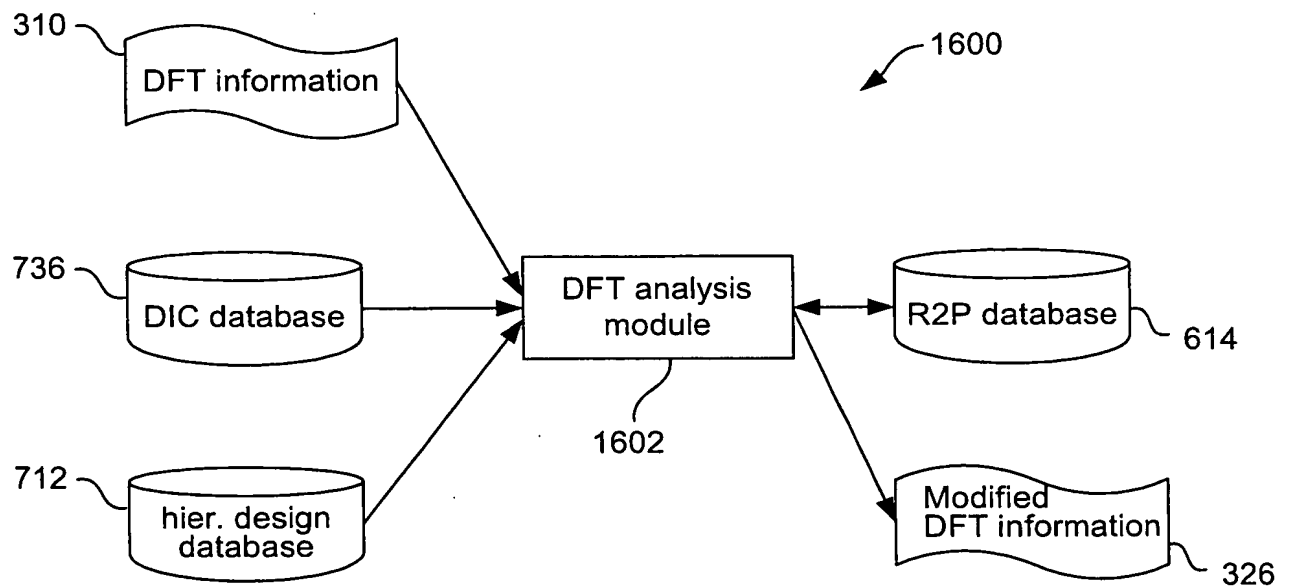 310
DFT information
1600
736
DIC database
DFT analysis
module
R2P database
614
1602
712
hier. design
database
Modified
DFT information
326